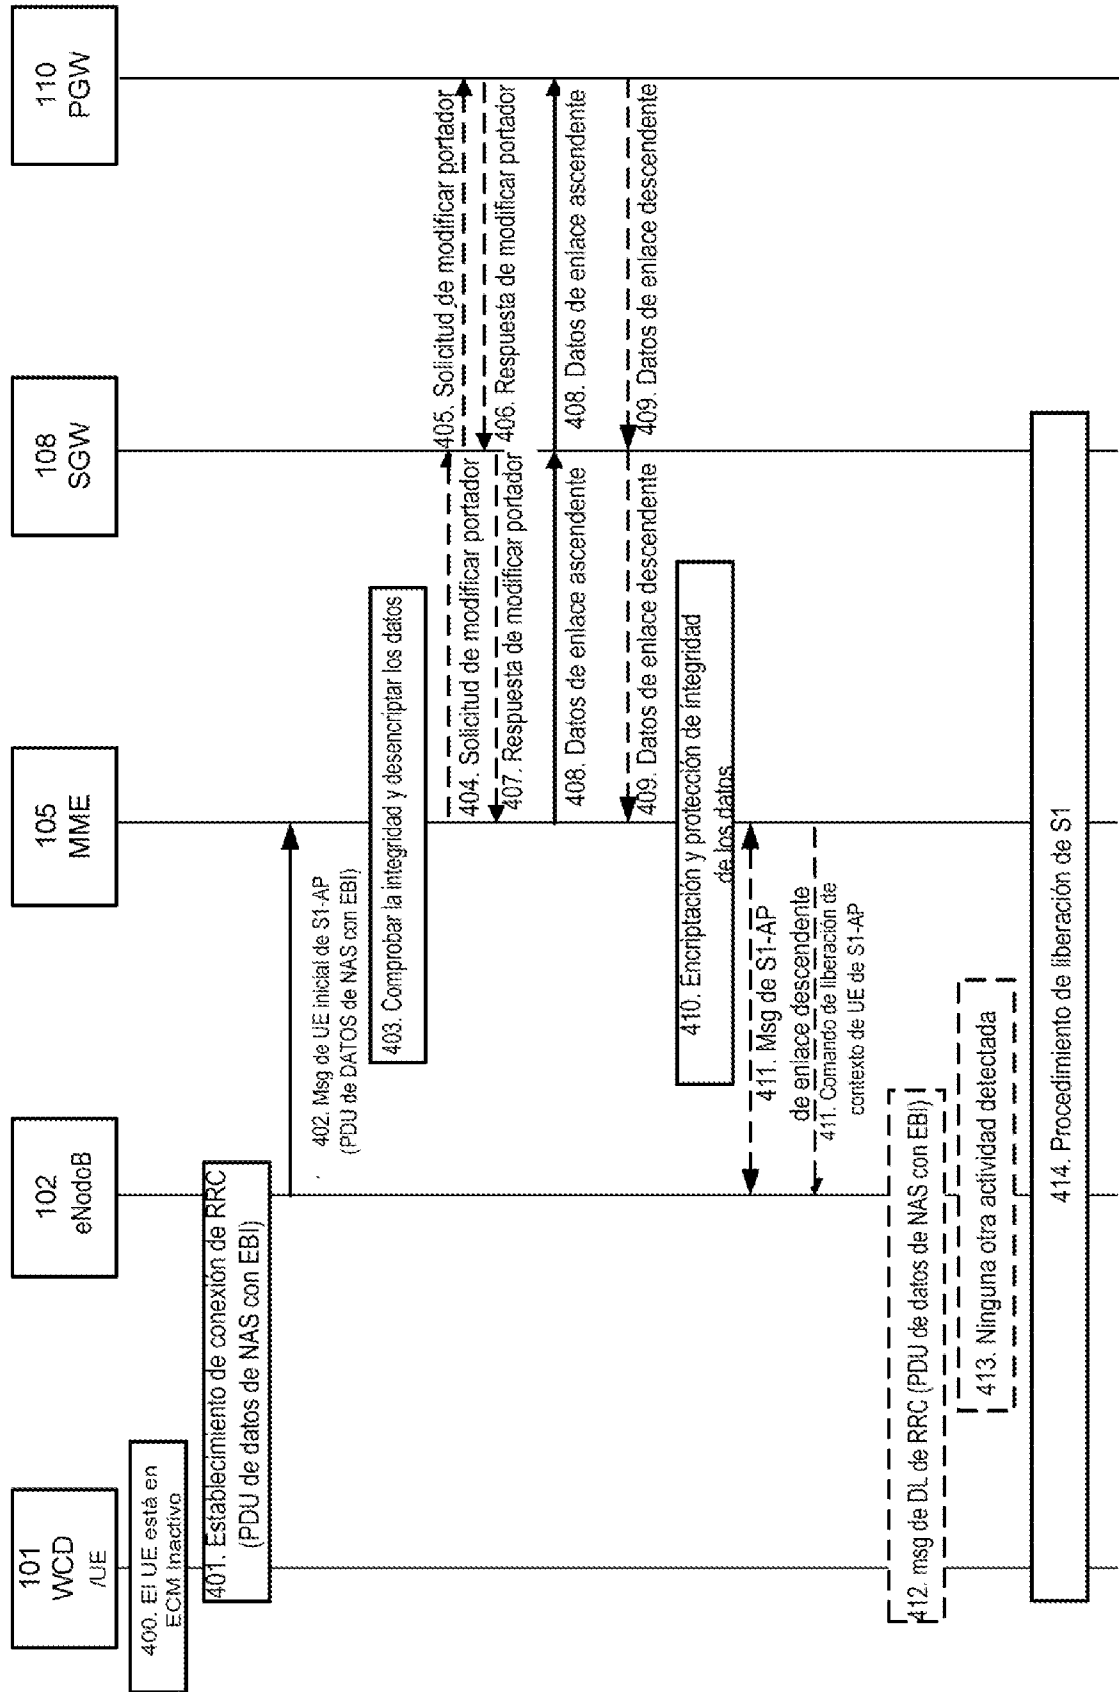 101
WCD
/UE
102
eNodoB
105
MME
108
SGW
110
PGW
400. El UE está en
ECM Inactivo
401. Establecimiento de conexión de RRC
(PDU de datos de NAS con EBI)
402. Msg de UE inicial de S1-AP
(PDU de DATOS de NAS con EBI)
403. Comprobar la integridad y desencriptar los datos
404. Solicitud de modificar portador
405. Solicitud de modificar portador
406. Respuesta de modificar portador
407. Respuesta de modificar portador
408. Datos de enlace ascendente
408. Datos de enlace ascendente
409. Datos de enlace descendente
409. Datos de enlace descendente
410. Encriptación y protección de integridad
de los datos
411. Msg de S1-AP
de enlace descendente
411. Comando de liberación de
contexto de UE de S1-AP
412. msg de DL de RRC (PDU de datos de NAS con EBI)
413. Ninguna otra actividad detectada
414. Procedimiento de liberación de S1